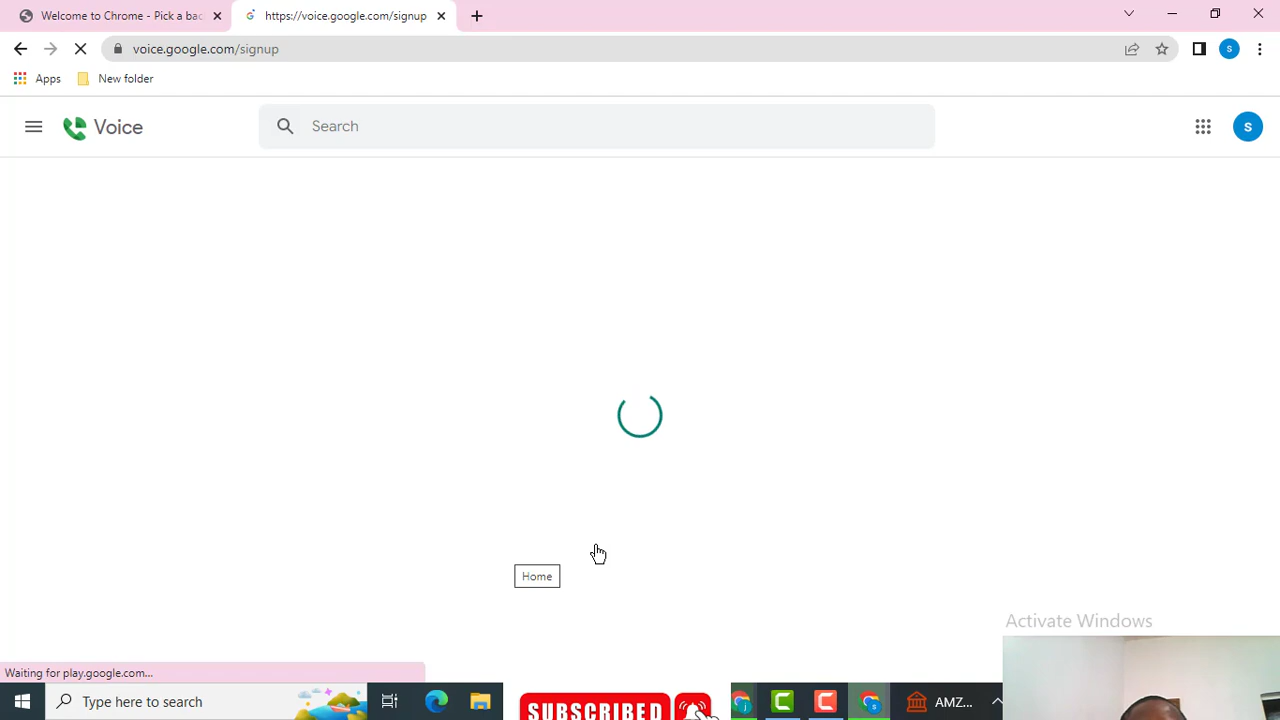 Welcome to Chrome - Pick a bac
https://voice.google.com/signup
voice.google.com/signup
S
Apps
New folder
Voice
Search
s
Home
Activate Windows
Waiting for play.google.com...
Type here to search
SUBSCRIBED
AMZ...